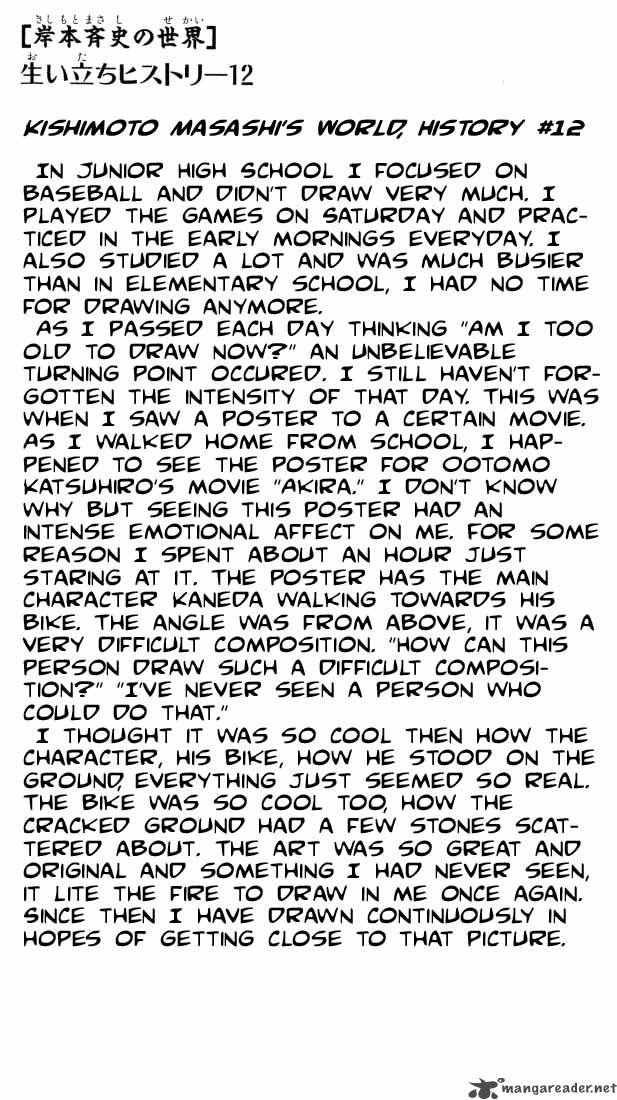 きしもとまさし せかい
[岸本斉史の世界]
お た
生い立ちヒストリー12
KISHIMOTO MASASHI'S WORLD, HISTORY #12
IN JUNIOR HIGH SCHOOL I FOCUSED ON
BASEBALL AND DIDN'T DRAW VERY MUCH. I
PLAYED THE GAMES ON SATURDAY AND PRAC-
TICED IN THE EARLY MORNINGS EVERYDAY. I
ALSO STUDIED A LOT AND WAS MUCH BUSIER
THAN IN ELEMENTARY SCHOOL, I HAD NO TIME
FOR DRAWING ANYMORE.
AS I PASSED EACH DAY THINKING "AM I TOO
OLD TO DRAW NOW?" AN UNBELIEVABLE
TURNING POINT OCCURED. I STILL HAVEN'T FOR-
GOTTEN THE INTENSITY OF THAT DAY. THIS WAS
WHEN I SAW A POSTER TO A CERTAIN MOVIE.
AS I WALKED HOME FROM SCHOOL, I HAP-
PENED TO SEE THE POSTER FOR OOTOMO
KATSUHIRO'S MOVIE "AKIRA." I DON'T KNOW
WHY BUT SEEING THIS POSTER HAD AN
INTENSE EMOTIONAL AFFECT ON ME. FOR SOME
REASON I SPENT ABOUT AN HOUR JUST
STARING AT IT. THE POSTER HAS THE MAIN
CHARACTER KANEDA WALKING TOWARDS HIS
BIKE. THE ANGLE WAS FROM ABOVE, IT WAS A
VERY DIFFICULT COMPOSITION. "HOW CAN THIS
PERSON DRAW SUCH A DIFFICULT COMPOSI-
TION?" "I'VE NEVER SEEN A PERSON WHO
COULD DO THAT."
I THOUGHT IT WAS SO COOL THEN HOW THE
CHARACTER, HIS BIKE, HOW HE STOOD ON THE
GROUND, EVERYTHING JUST SEEMED SO REAL.
THE BIKE WAS SO COOL TOO, HOW THE
CRACKED GROUND HAD A FEW STONES SCAT-
TERED ABOUT. THE ART WAS SO GREAT AND
ORIGINAL AND SOMETHING I HAD NEVER SEEN,
IT LITE THE FIRE TO DRAW IN ME ONCE AGAIN.
SINCE THEN I HAVE DRAWN CONTINUOUSLY IN
HOPES OF GETTING CLOSE TO THAT PICTURE.
mangareader.net